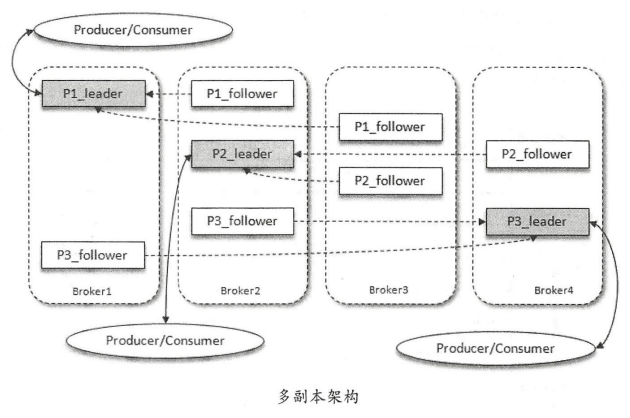 Producer/Consumer
P1_leader
P1_follower
P1_follower
P2_leader
P2_follower
P2_follower
P3_follower
P3_leader
P3_follower
Broker1
Broker2
Broker3
Broker4
Producer/Consumer
Producer/Consumer
多副本架构